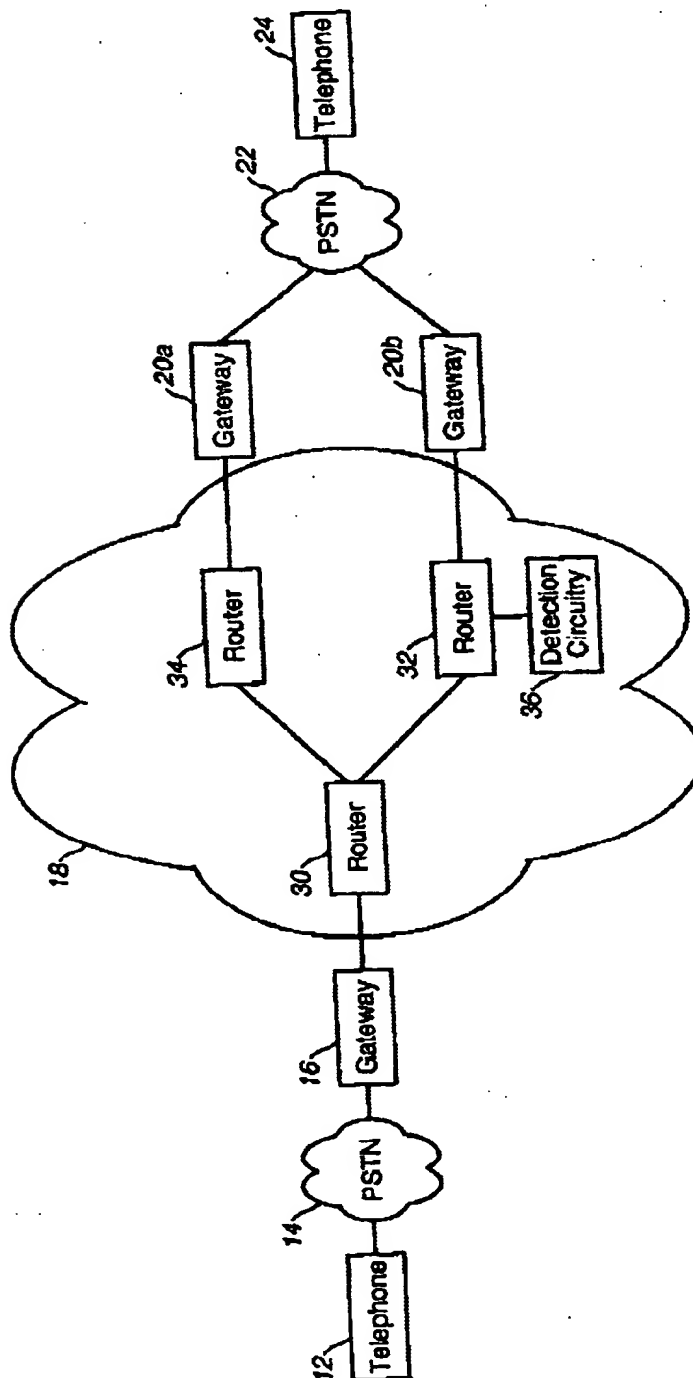 12
Telephone
14
PSTN
16
Gateway
18
30
Router
34
Router
32
Router
36
Detection
Circuitry
20a
Gateway
20b
Gateway
22
PSTN
24
Telephone